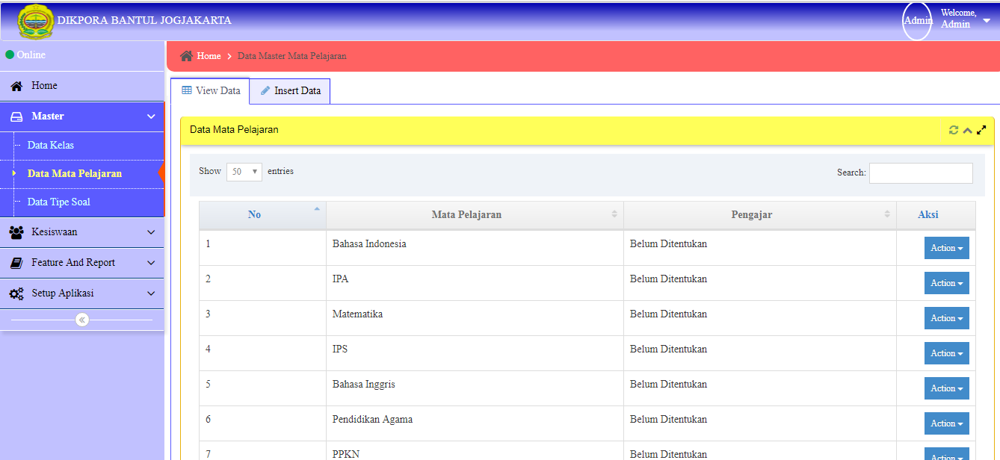 DIKPORA BANTUL JOGJAKARTA
Admin
Welcome,
Admin
Online
Home
Master
Data Kelas
Data Mata Pelajaran
Data Tipe Soal
Kesiswaan
Feature And Report
Setup Aplikasi
Home Data Master Mata Pelajaran
View Data Insert Data
Data Mata Pelajaran
Show 50 entries Search:
No Mata Pelajaran Pengajar Aksi
1 Bahasa Indonesia Belum Ditentukan Action
2 IPA Belum Ditentukan Action
3 Matematika Belum Ditentukan Action
4 IPS Belum Ditentukan Action
5 Bahasa Inggris Belum Ditentukan Action
6 Pendidikan Agama Belum Ditentukan Action
7 PPKN Belum Ditentukan Action